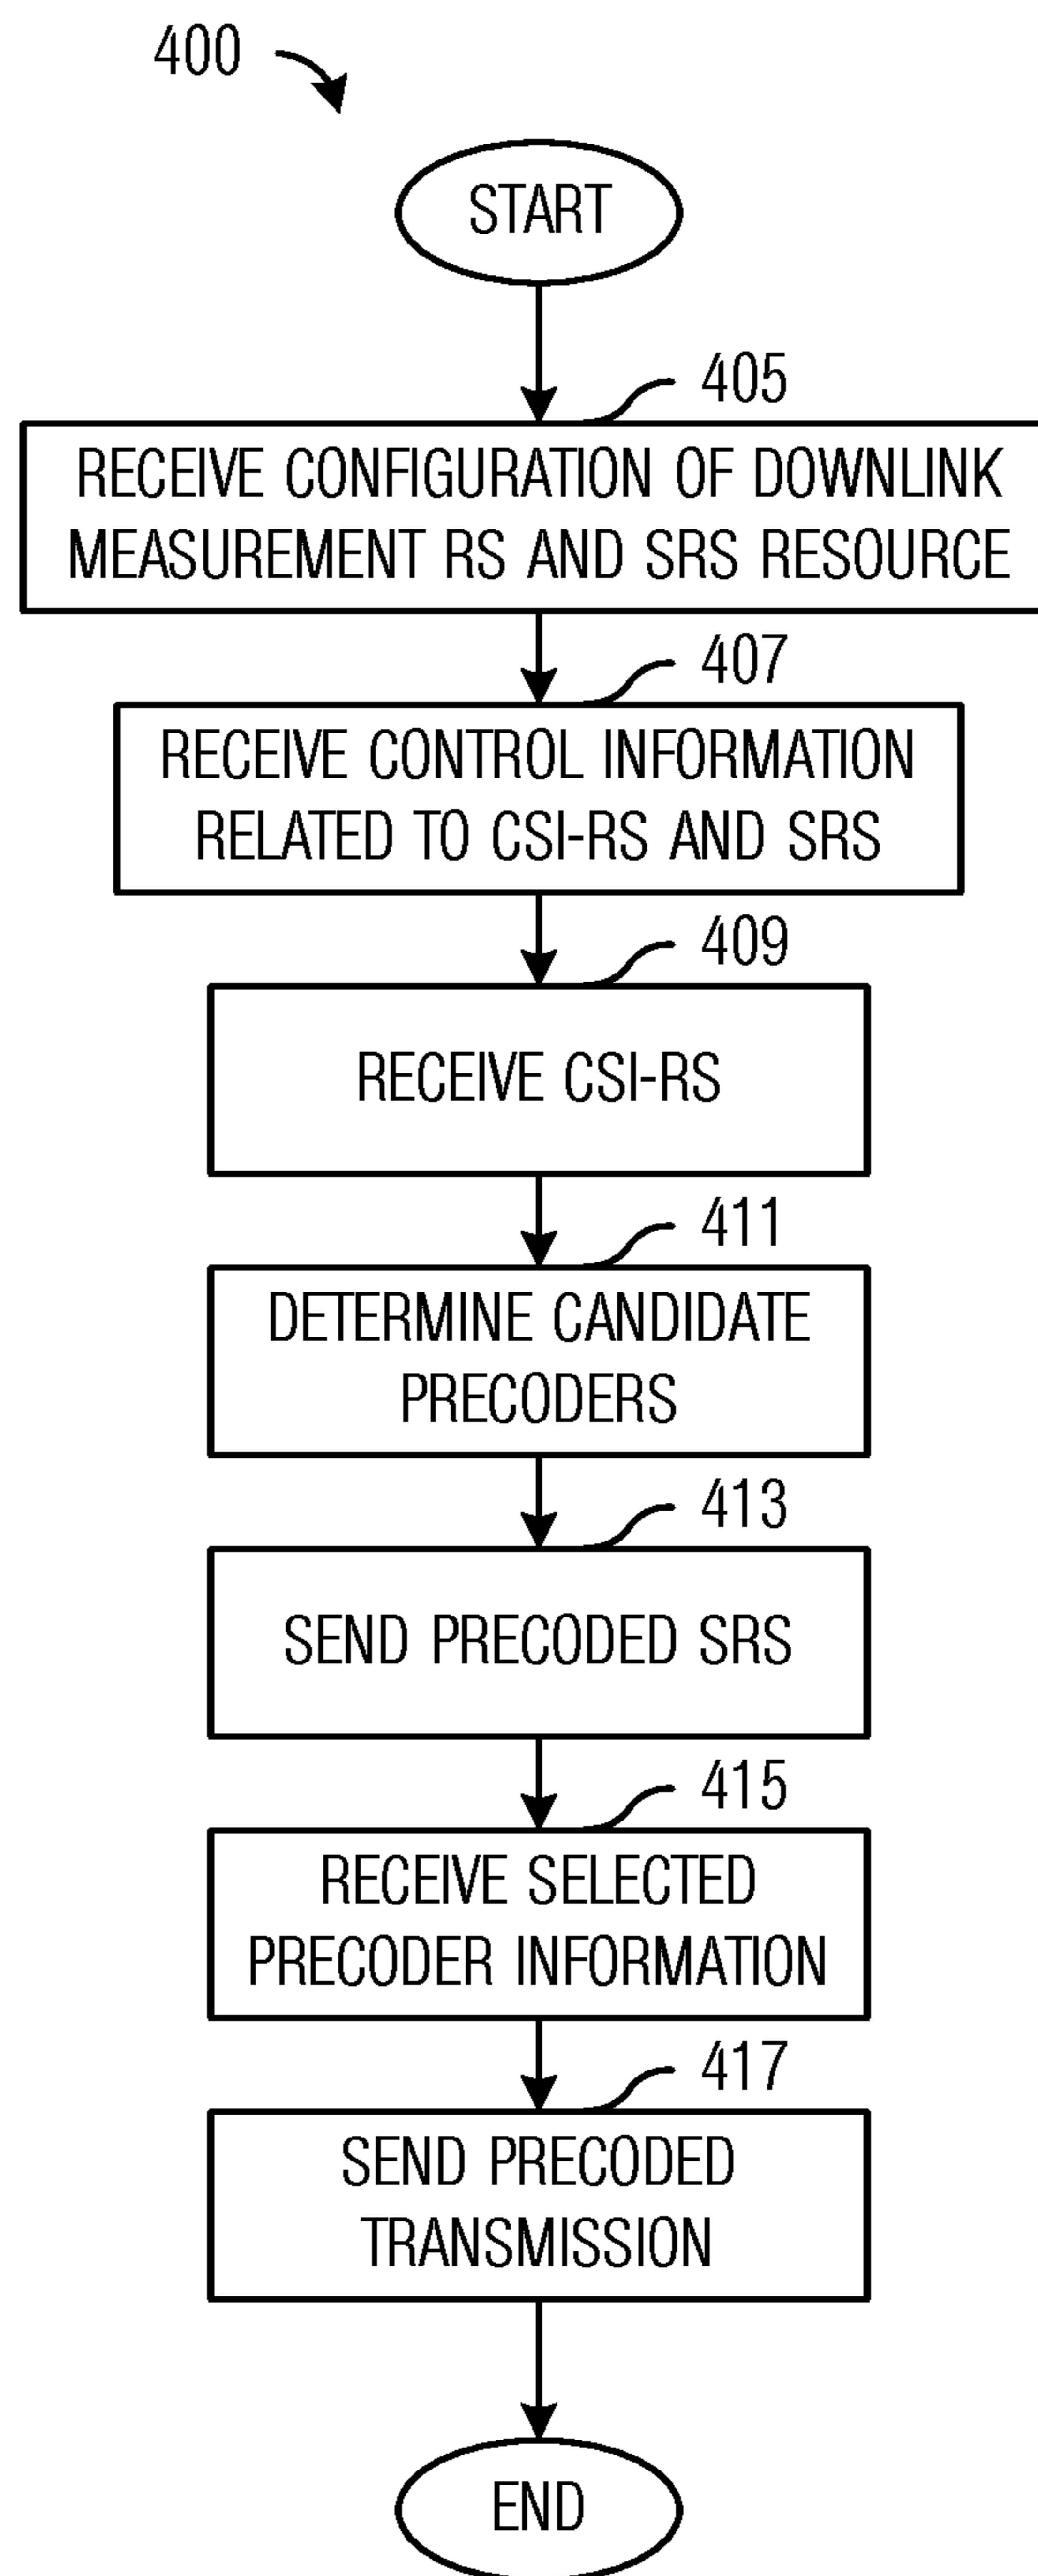 400
START
405
RECEIVE CONFIGURATION OF DOWNLINK
MEASUREMENT RS AND SRS RESOURCE
407
RECEIVE CONTROL INFORMATION
RELATED TO CSI-RS AND SRS
409
RECEIVE CSI-RS
411
DETERMINE CANDIDATE
PRECODERS
413
SEND PRECODED SRS
415
RECEIVE SELECTED
PRECODER INFORMATION
417
SEND PRECODED
TRANSMISSION
END